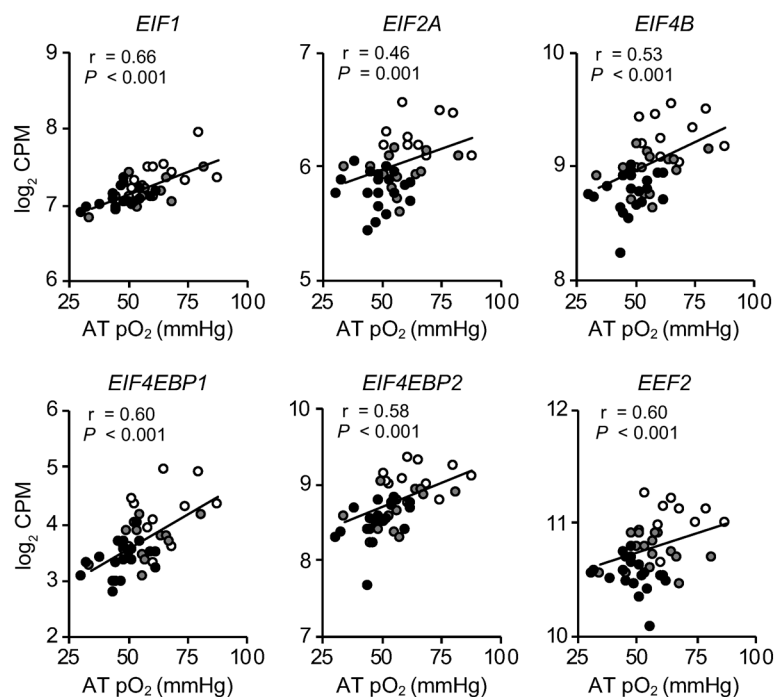 EIF1
r = 0.66
P < 0.001
log2 CPM
9
8
7
6
25 50 75 100
AT pO2 (mmHg)
EIF2A
r = 0.46
P = 0.001
7
6
5
25 50 75 100
AT pO2 (mmHg)
EIF4B
r = 0.53
P < 0.001
10
9
8
25 50 75 100
AT pO2 (mmHg)
EIF4EBP1
r = 0.60
P < 0.001
log2 CPM
6
5
4
3
2
25 50 75 100
AT pO2 (mmHg)
EIF4EBP2
r = 0.58
P < 0.001
10
9
8
7
25 50 75 100
AT pO2 (mmHg)
EEF2
r = 0.60
P < 0.001
12
11
10
25 50 75 100
AT pO2 (mmHg)